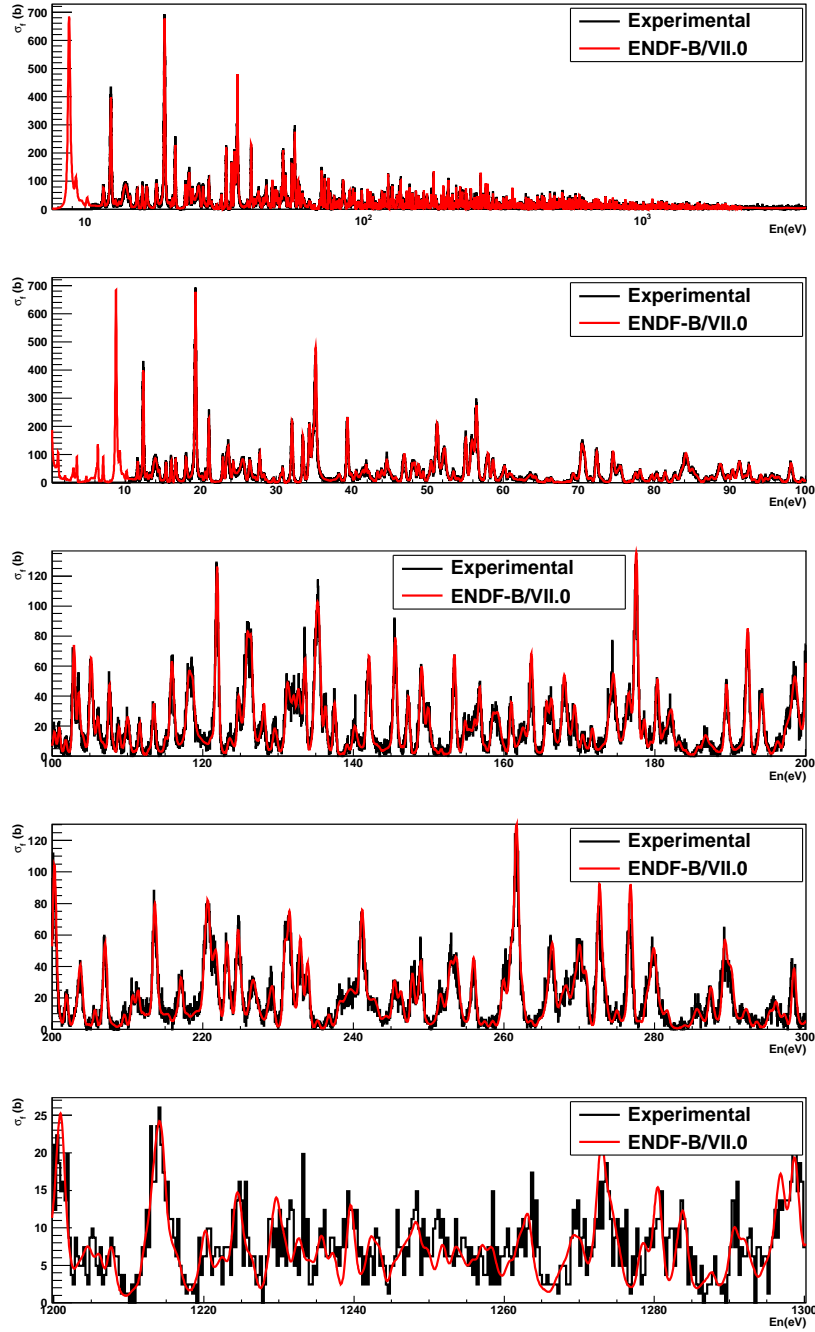 σf (b)
700
600
500
400
300
200
100
0
Experimental
ENDF-B/VII.0
10 10² 10³
En(eV)
σf (b)
700
600
500
400
300
200
100
0
Experimental
ENDF-B/VII.0
10 20 30 40 50 60 70 80 90 100
En(eV)
σf (b)
120
100
80
60
40
20
0
Experimental
ENDF-B/VII.0
00 120 140 160 180 200
En(eV)
σf (b)
120
100
80
60
40
20
0
Experimental
ENDF-B/VII.0
200 220 240 260 280 300
En(eV)
σf (b)
25
20
15
10
5
0
Experimental
ENDF-B/VII.0
1200 1220 1240 1260 1280 1300
En(eV)